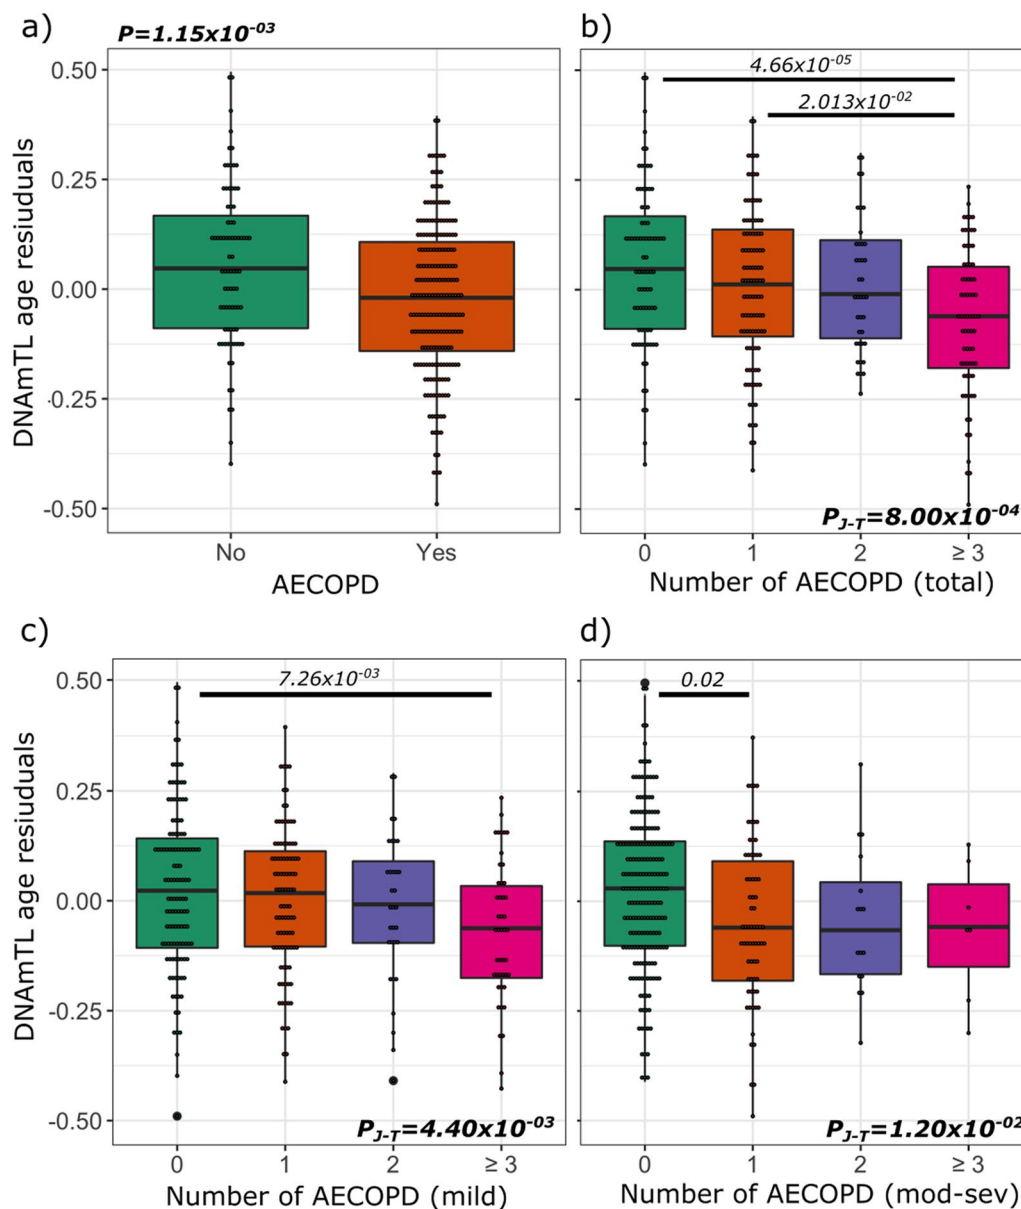 a)
P=1.15x10⁻⁰³
DNAmTL age resiuduals
0.50
0.25
0.00
-0.25
-0.50
No Yes
AECOPD
b)
4.66x10⁻⁰⁵
2.013x10⁻⁰²
P_J-T=8.00x10⁻⁰⁴
0 1 2 ≥ 3
Number of AECOPD (total)
c)
7.26x10⁻⁰³
DNAmTL age resiuduals
0.50
0.25
0.00
-0.25
-0.50
P_J-T=4.40x10⁻⁰³
0 1 2 ≥ 3
Number of AECOPD (mild)
d)
0.02
P_J-T=1.20x10⁻⁰²
0 1 2 ≥ 3
Number of AECOPD (mod-sev)